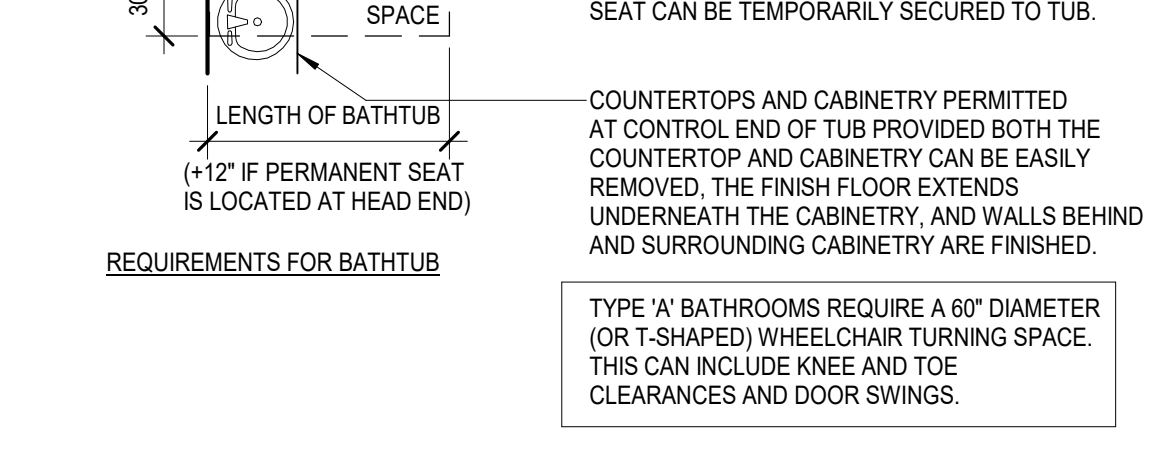 30
SPACE
SEAT CAN BE TEMPORARILY SECURED TO TUB.
LENGTH OF BATHTUB
(+12" IF PERMANENT SEAT
IS LOCATED AT HEAD END)
REQUIREMENTS FOR BATHTUB
COUNTERTOPS AND CABINETRY PERMITTED
AT CONTROL END OF TUB PROVIDED BOTH THE
COUNTERTOP AND CABINETRY CAN BE EASILY
REMOVED, THE FINISH FLOOR EXTENDS
UNDERNEATH THE CABINETRY, AND WALLS BEHIND
AND SURROUNDING CABINETRY ARE FINISHED.
TYPE 'A' BATHROOMS REQUIRE A 60" DIAMETER
(OR T-SHAPED) WHEELCHAIR TURNING SPACE.
THIS CAN INCLUDE KNEE AND TOE
CLEARANCES AND DOOR SWINGS.